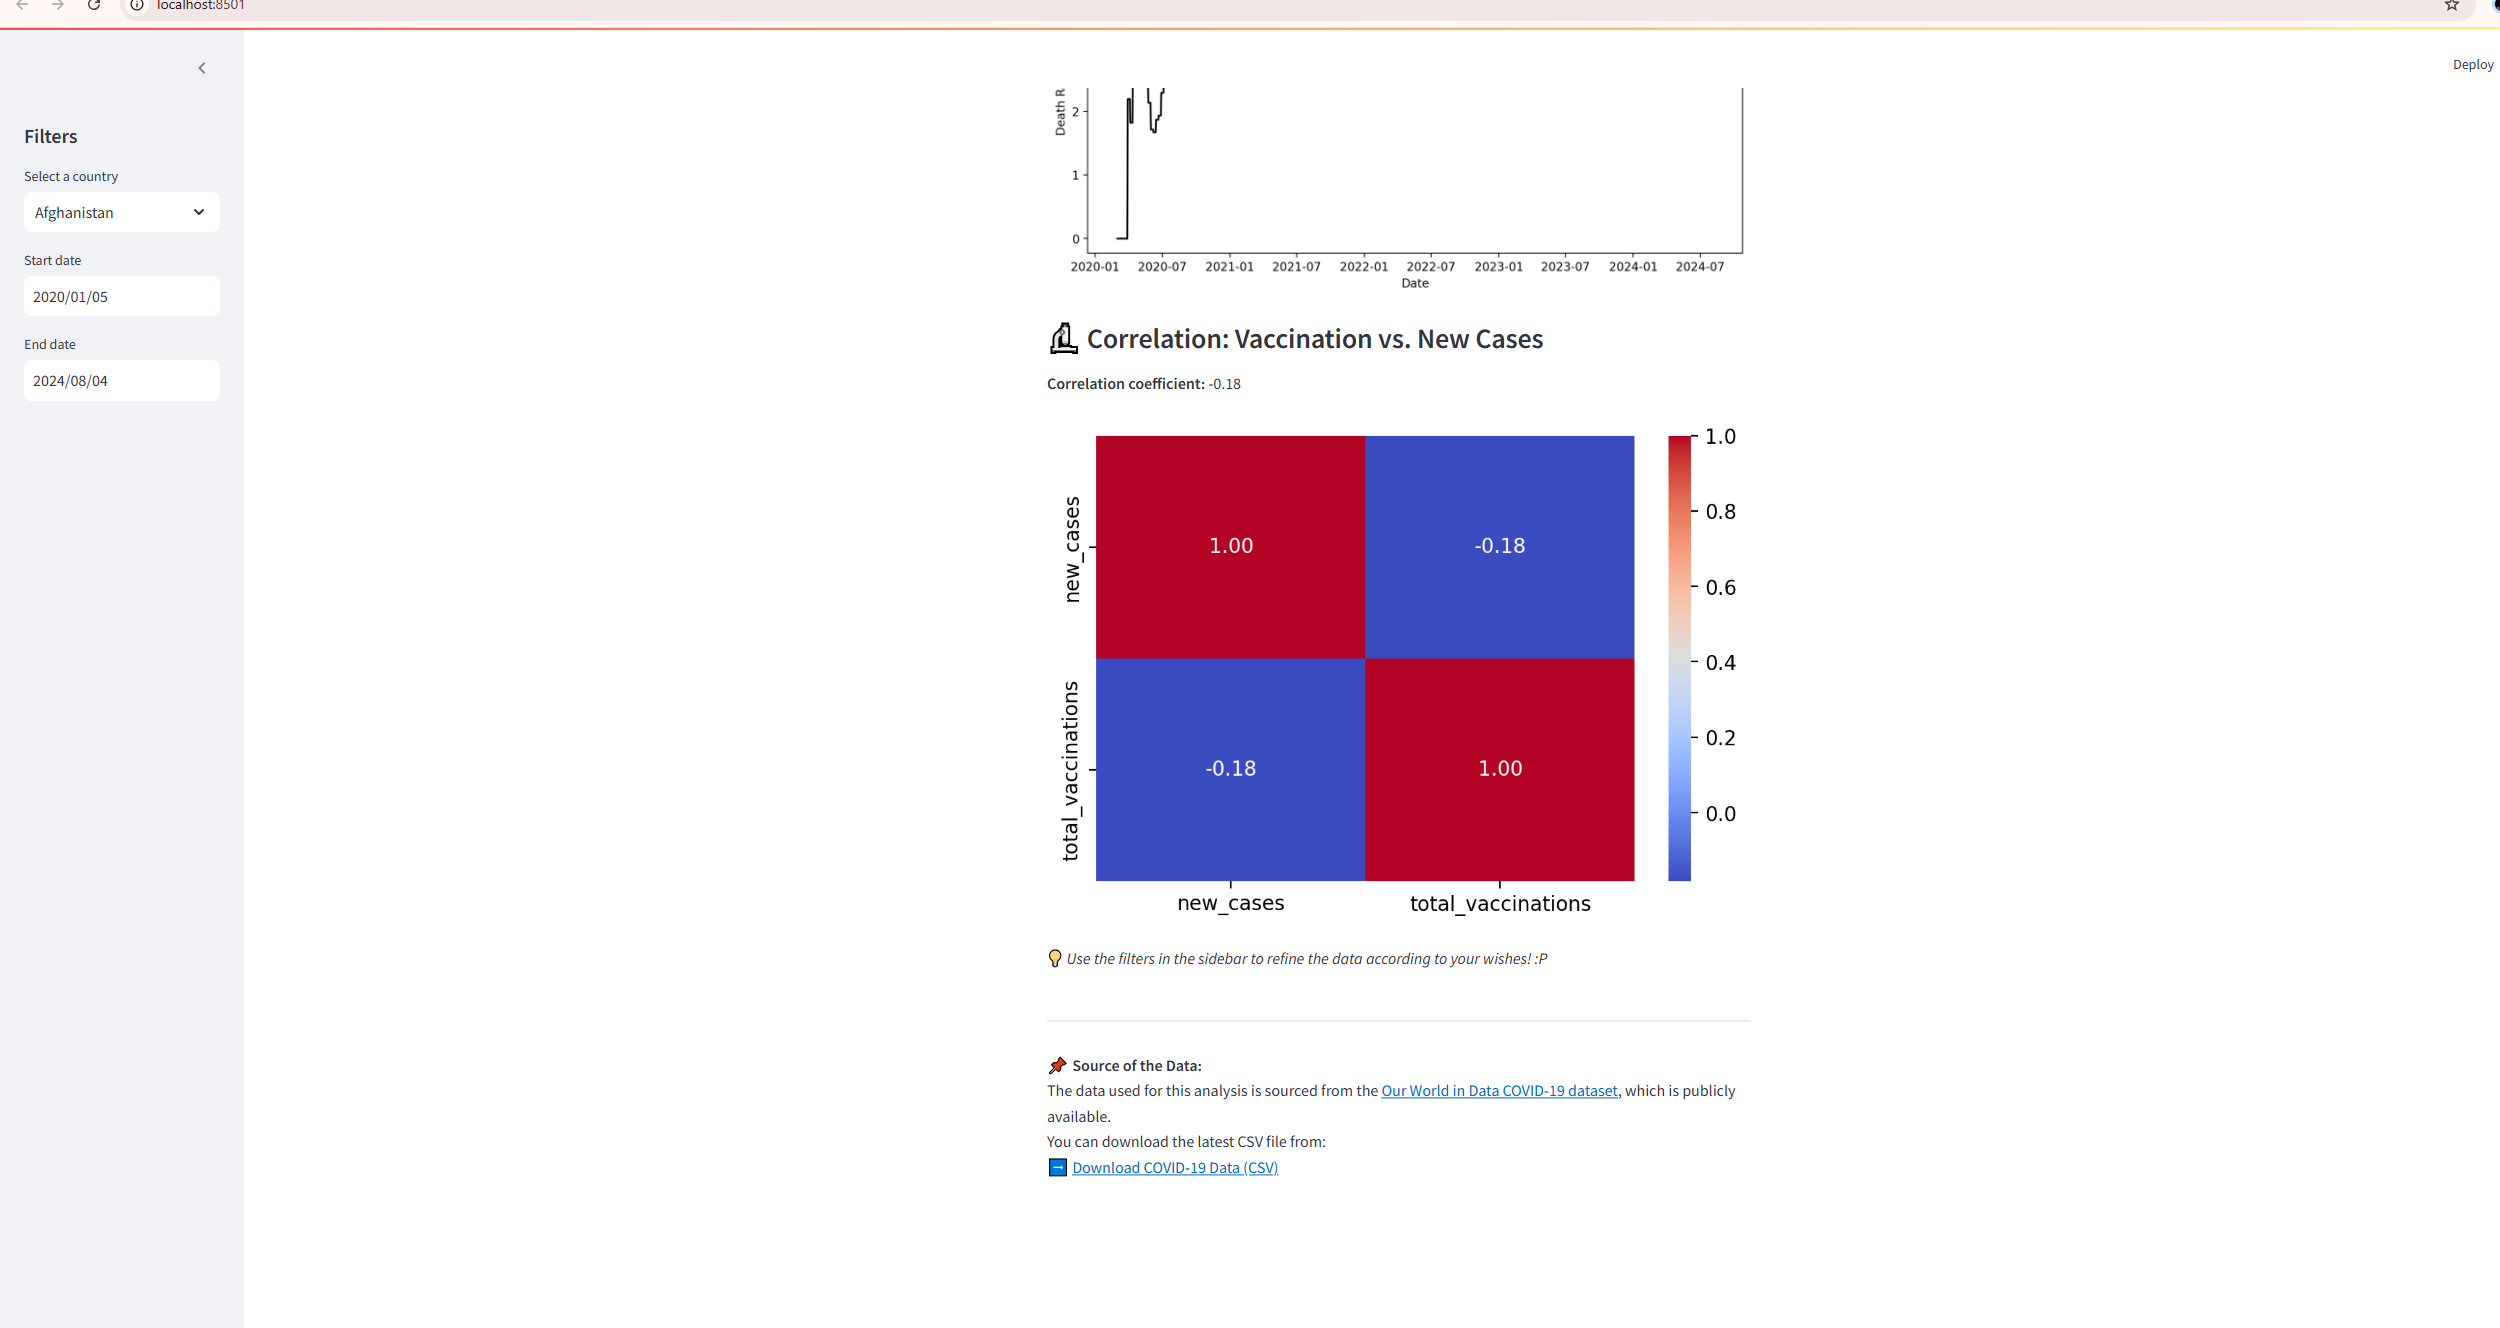 localhost:8501
Deploy
Filters
Select a country
Afghanistan
Start date
2020/01/05
End date
2024/08/04
Death R
2
1
0
2020-01 2020-07 2021-01 2021-07 2022-01 2022-07 2023-01 2023-07 2024-01 2024-07
Date
Correlation: Vaccination vs. New Cases
Correlation coefficient: -0.18
new_cases
total_vaccinations
1.00 -0.18
-0.18 1.00
new_cases total_vaccinations
1.0
0.8
0.6
0.4
0.2
0.0
Use the filters in the sidebar to refine the data according to your wishes! :P
Source of the Data:
The data used for this analysis is sourced from the Our World in Data COVID-19 dataset, which is publicly
available.
You can download the latest CSV file from:
Download COVID-19 Data (CSV)